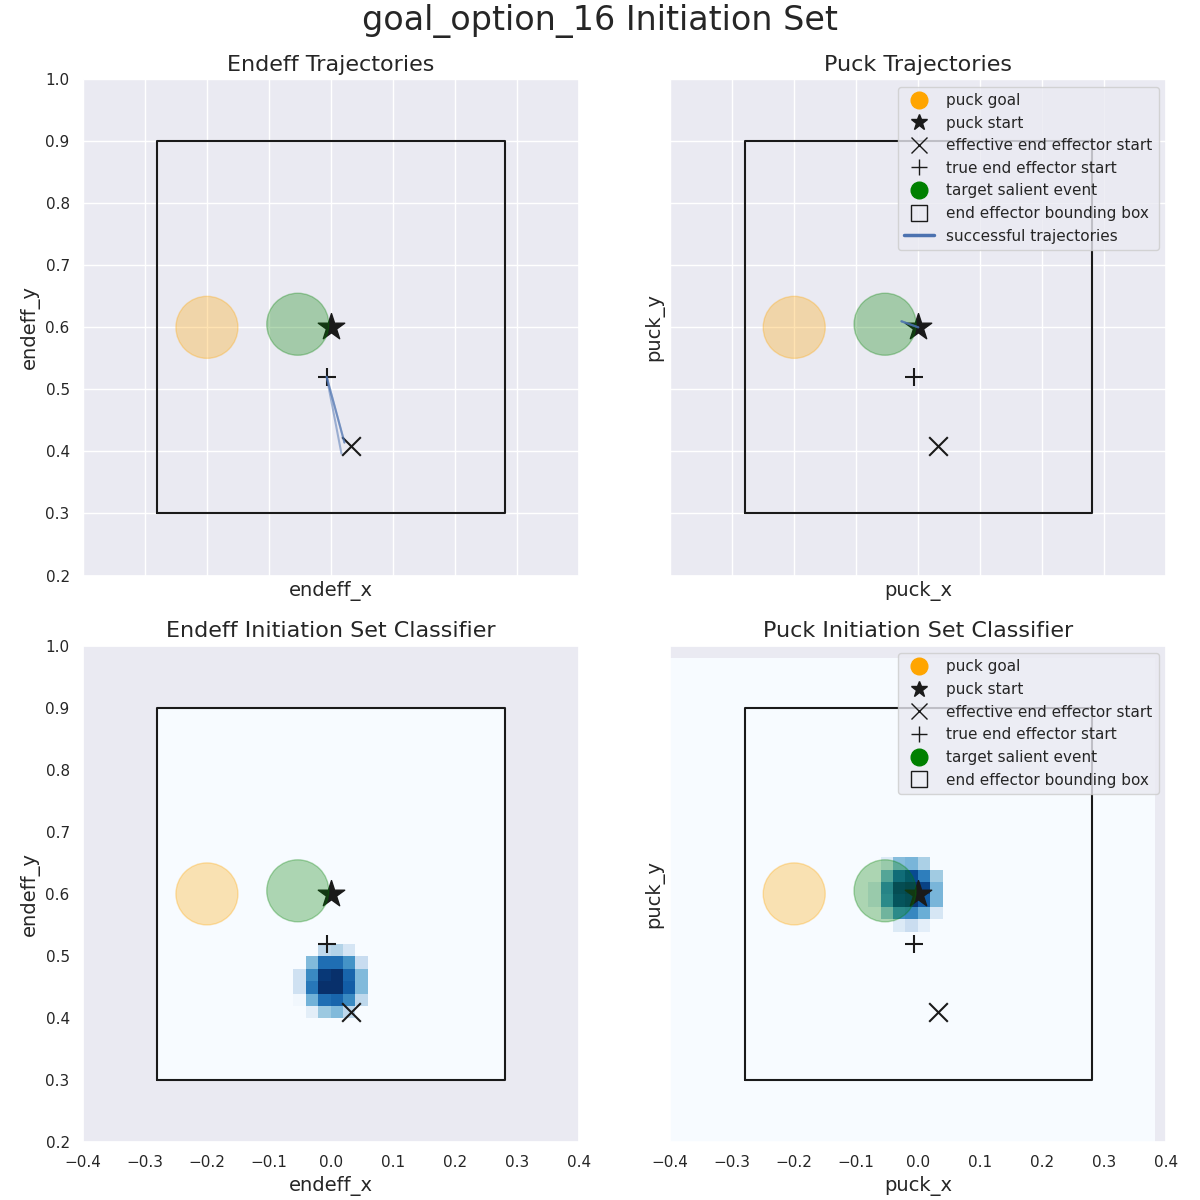 goal_option_16 Initiation Set
Endeff Trajectories
1.0
0.9
0.8
0.7
0.6
0.5
0.4
0.3
0.2
endeff_y
endeff_x
Puck Trajectories
puck goal
puck start
effective end effector start
true end effector start
target salient event
end effector bounding box
successful trajectories
puck_y
puck_x
Endeff Initiation Set Classifier
1.0
0.9
0.8
0.7
0.6
0.5
0.4
0.3
0.2
endeff_y
−0.4 −0.3 −0.2 −0.1 0.0 0.1 0.2 0.3 0.4
endeff_x
Puck Initiation Set Classifier
puck goal
puck start
effective end effector start
true end effector start
target salient event
end effector bounding box
puck_y
−0.4 −0.3 −0.2 −0.1 0.0 0.1 0.2 0.3 0.4
puck_x